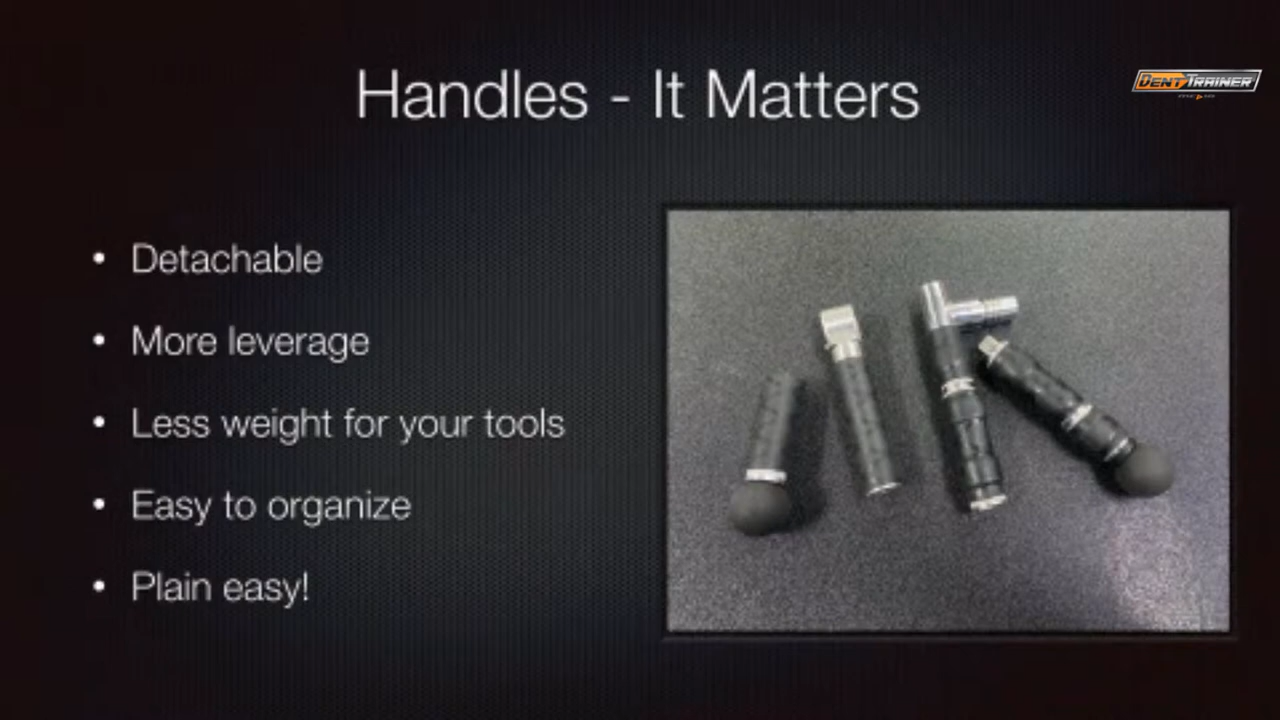 Handles - It Matters
DENT TRAINER
• Detachable
• More leverage
• Less weight for your tools
• Easy to organize
• Plain easy!